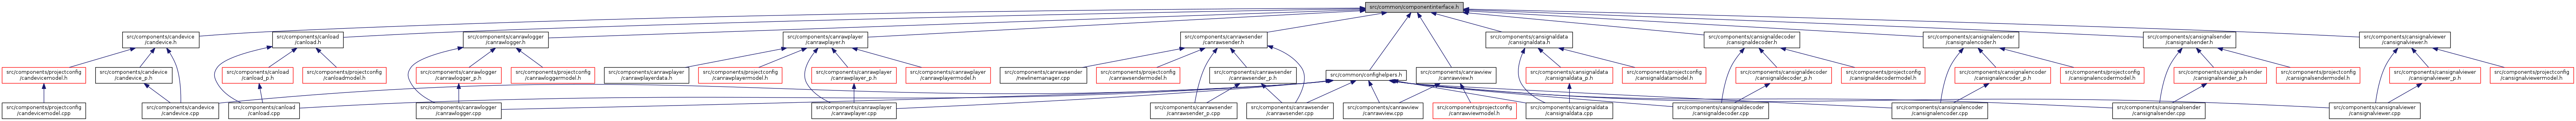 src/common/componentinterface.h
src/components/candevice
/candevice.h
src/components/canload
/canload.h
src/components/canrawlogger
/canrawlogger.h
src/components/canrawplayer
/canrawplayer.h
src/components/canrawsender
/canrawsender.h
src/components/cansignaldata
/cansignaldata.h
src/components/cansignaldecoder
/cansignaldecoder.h
src/components/cansignalencoder
/cansignalencoder.h
src/components/cansignalsender
/cansignalsender.h
src/components/cansignalviewer
/cansignalviewer.h
src/components/projectconfig
/candevicemodel.h
src/components/candevice
/candevice_p.h
src/components/canload
/canload_p.h
src/components/projectconfig
/canloadmodel.h
src/components/canrawlogger
/canrawlogger_p.h
src/components/projectconfig
/canrawloggermodel.h
src/components/canrawplayer
/canrawplayerdata.h
src/components/projectconfig
/canrawplayermodel.h
src/components/canrawplayer
/canrawplayer_p.h
src/components/canrawplayer
/canrawplayermodel.h
src/components/canrawsender
/newlinemanager.cpp
src/components/projectconfig
/canrawsendermodel.h
src/components/canrawsender
/canrawsender_p.h
src/common/confighelpers.h
src/components/canrawview
/canrawview.h
src/components/cansignaldata
/cansignaldata_p.h
src/components/projectconfig
/cansignaldatamodel.h
src/components/cansignaldecoder
/cansignaldecoder_p.h
src/components/projectconfig
/cansignaldecodermodel.h
src/components/cansignalencoder
/cansignalencoder_p.h
src/components/projectconfig
/cansignalencodermodel.h
src/components/cansignalsender
/cansignalsender_p.h
src/components/projectconfig
/cansignalsendermodel.h
src/components/cansignalviewer
/cansignalviewer_p.h
src/components/projectconfig
/cansignalviewermodel.h
src/components/projectconfig
/candevicemodel.cpp
src/components/candevice
/candevice.cpp
src/components/canload
/canload.cpp
src/components/canrawlogger
/canrawlogger.cpp
src/components/canrawplayer
/canrawplayer.cpp
src/components/canrawsender
/canrawsender_p.cpp
src/components/canrawsender
/canrawsender.cpp
src/components/canrawview
/canrawview.cpp
src/components/projectconfig
/canrawviewmodel.h
src/components/cansignaldata
/cansignaldata.cpp
src/components/cansignaldecoder
/cansignaldecoder.cpp
src/components/cansignalencoder
/cansignalencoder.cpp
src/components/cansignalsender
/cansignalsender.cpp
src/components/cansignalviewer
/cansignalviewer.cpp